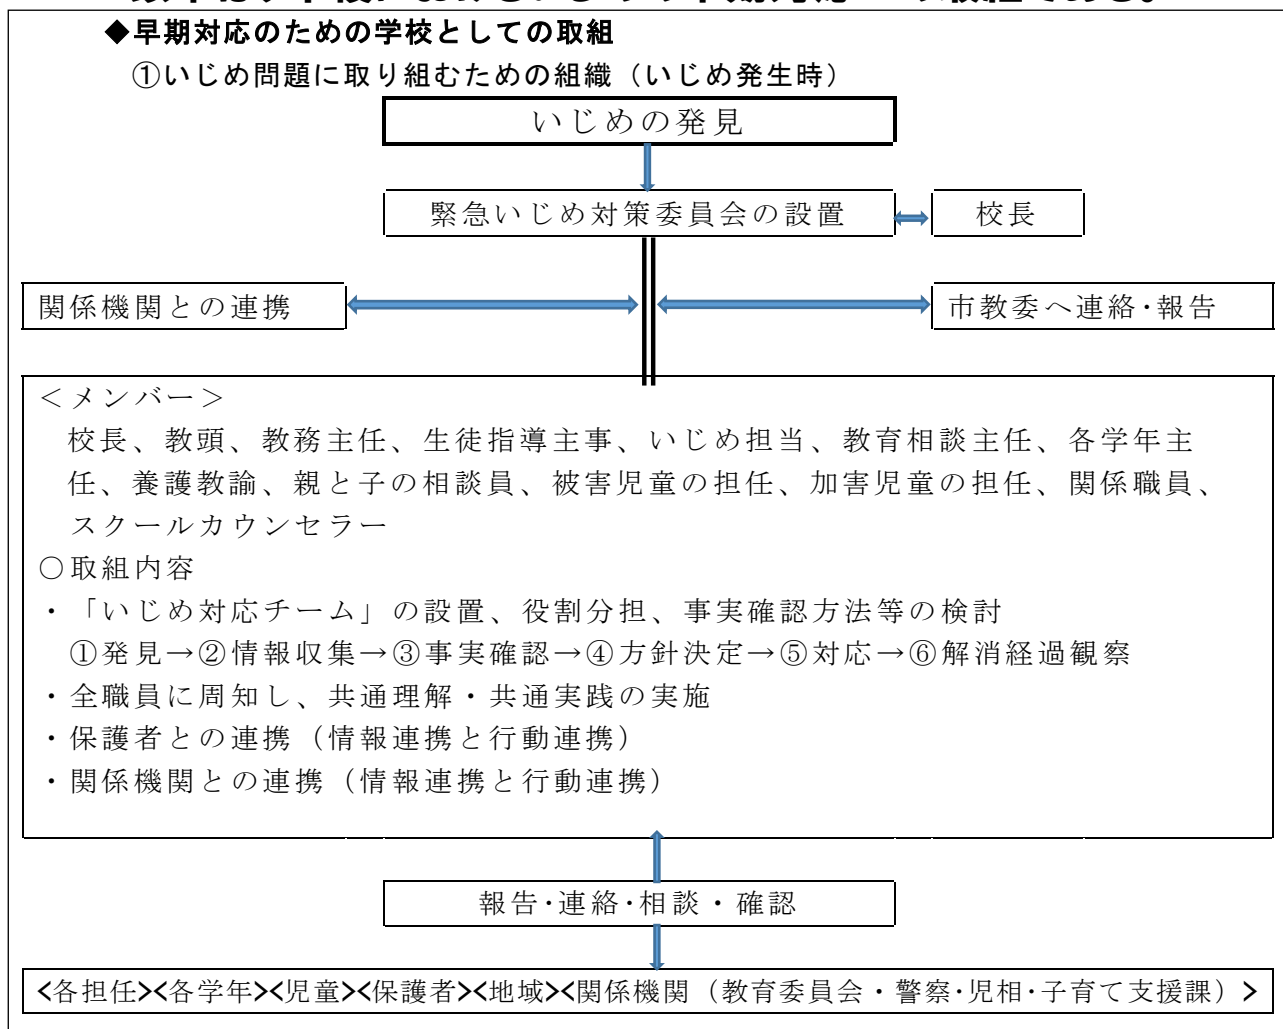 ◆早期対応のための学校としての取組
①いじめ問題に取り組むための組織（いじめ発生時）
いじめの発見
緊急いじめ対策委員会の設置
校長
関係機関との連携
市教委へ連絡・報告
＜メンバー＞
校長、教頭、教務主任、生徒指導主事、いじめ担当、教育相談主任、各学年主
任、養護教諭、親と子の相談員、被害児童の担任、加害児童の担任、関係職員、
スクールカウンセラー
○取組内容
・「いじめ対応チーム」の設置、役割分担、事実確認方法等の検討
①発見→②情報収集→③事実確認→④方針決定→⑤対応→⑥解消経過観察
・全職員に周知し、共通理解・共通実践の実施
・保護者との連携（情報連携と行動連携）
・関係機関との連携（情報連携と行動連携）
報告・連絡・相談・確認
<各担任><各学年><児童><保護者><地域><関係機関（教育委員会・警察・児相・子育て支援課）>